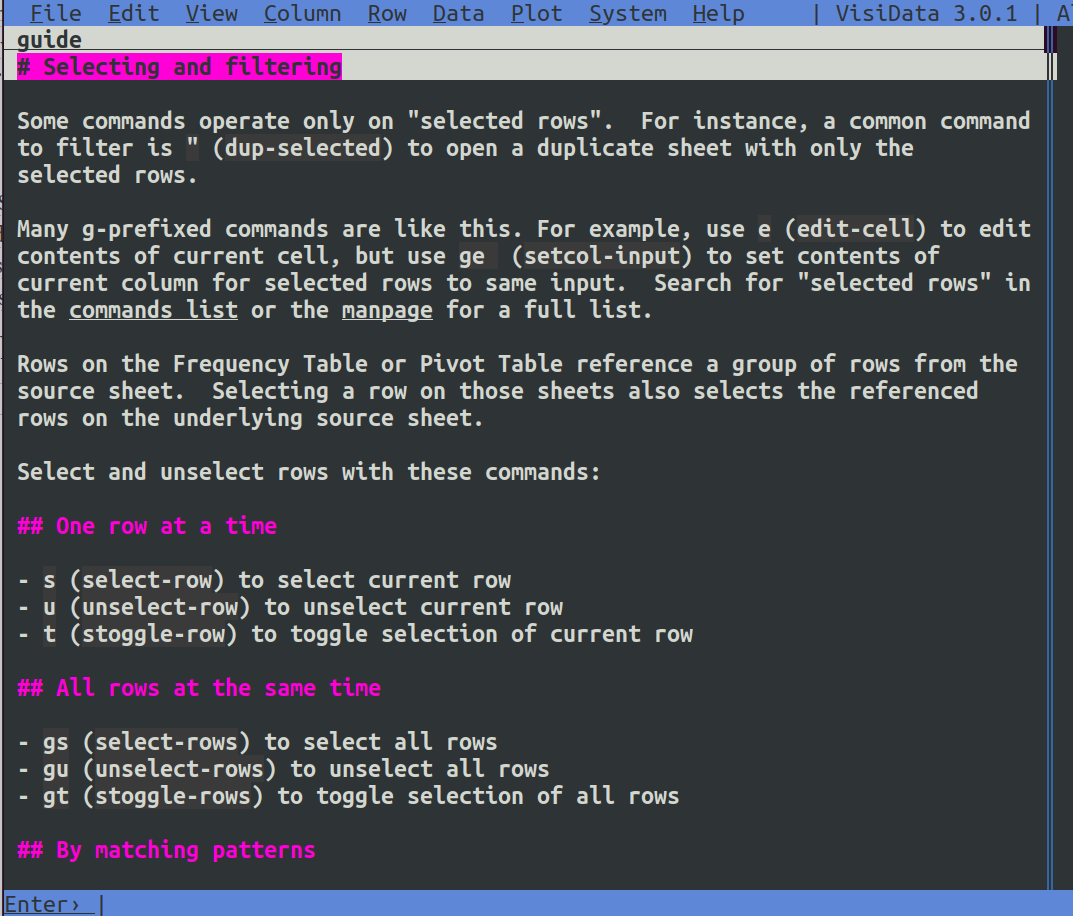 File Edit View Column Row Data Plot System Help | VisiData 3.0.1 |
guide
# Selecting and filtering
Some commands operate only on "selected rows". For instance, a common command
to filter is " (dup-selected) to open a duplicate sheet with only the
selected rows.
Many g-prefixed commands are like this. For example, use e (edit-cell) to edit
contents of current cell, but use ge (setcol-input) to set contents of
current column for selected rows to same input. Search for "selected rows" in
the commands list or the manpage for a full list.
Rows on the Frequency Table or Pivot Table reference a group of rows from the
source sheet. Selecting a row on those sheets also selects the referenced
rows on the underlying source sheet.
Select and unselect rows with these commands:
## One row at a time
- s (select-row) to select current row
- u (unselect-row) to unselect current row
- t (stoggle-row) to toggle selection of current row
## All rows at the same time
- gs (select-rows) to select all rows
- gu (unselect-rows) to unselect all rows
- gt (stoggle-rows) to toggle selection of all rows
## By matching patterns
Enter› |